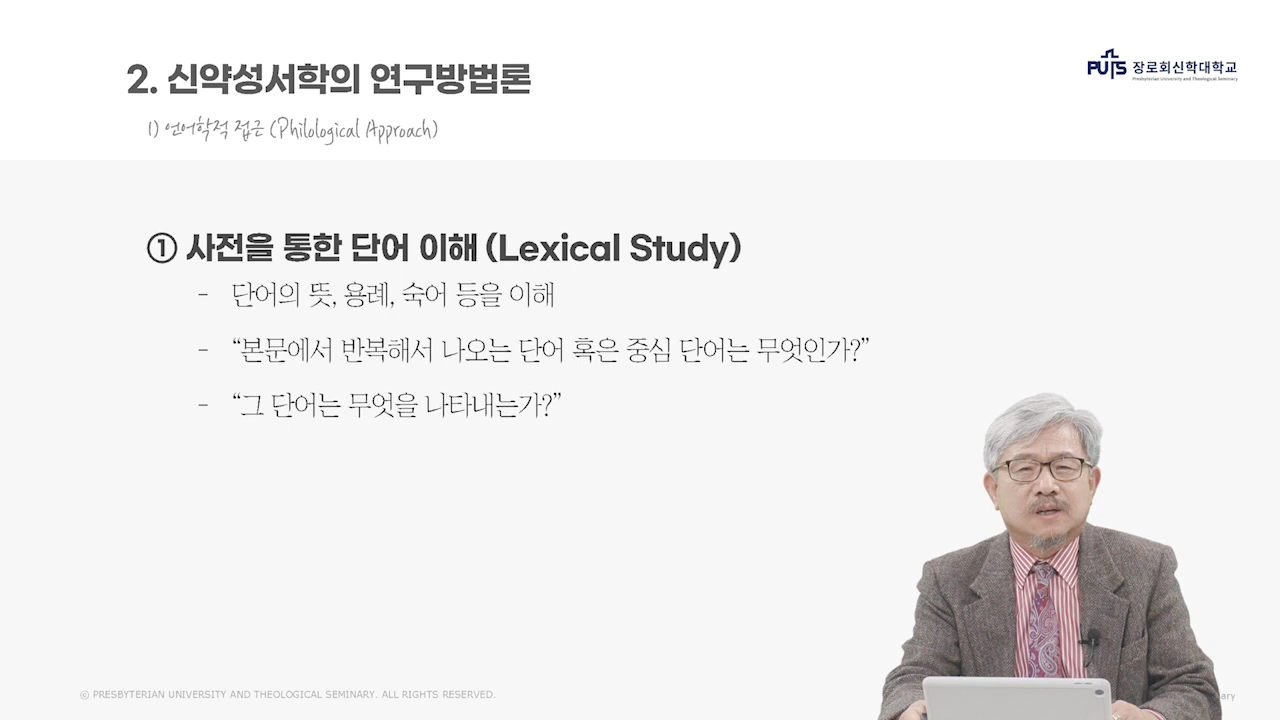 2. 신약성서학의 연구방법론
PUTS 장로회신학대학교
Presbyterian University and Theological Seminary
1) 언어학적 접근 (Philological Approach)
① 사전을 통한 단어 이해 (Lexical Study)
- 단어의 뜻, 용례, 숙어 등을 이해
- “본문에서 반복해서 나오는 단어 혹은 중심 단어는 무엇인가?”
- “그 단어는 무엇을 나타내는가?”
ⓒ PRESBYTERIAN UNIVERSITY AND THEOLOGICAL SEMINARY. ALL RIGHTS RESERVED.